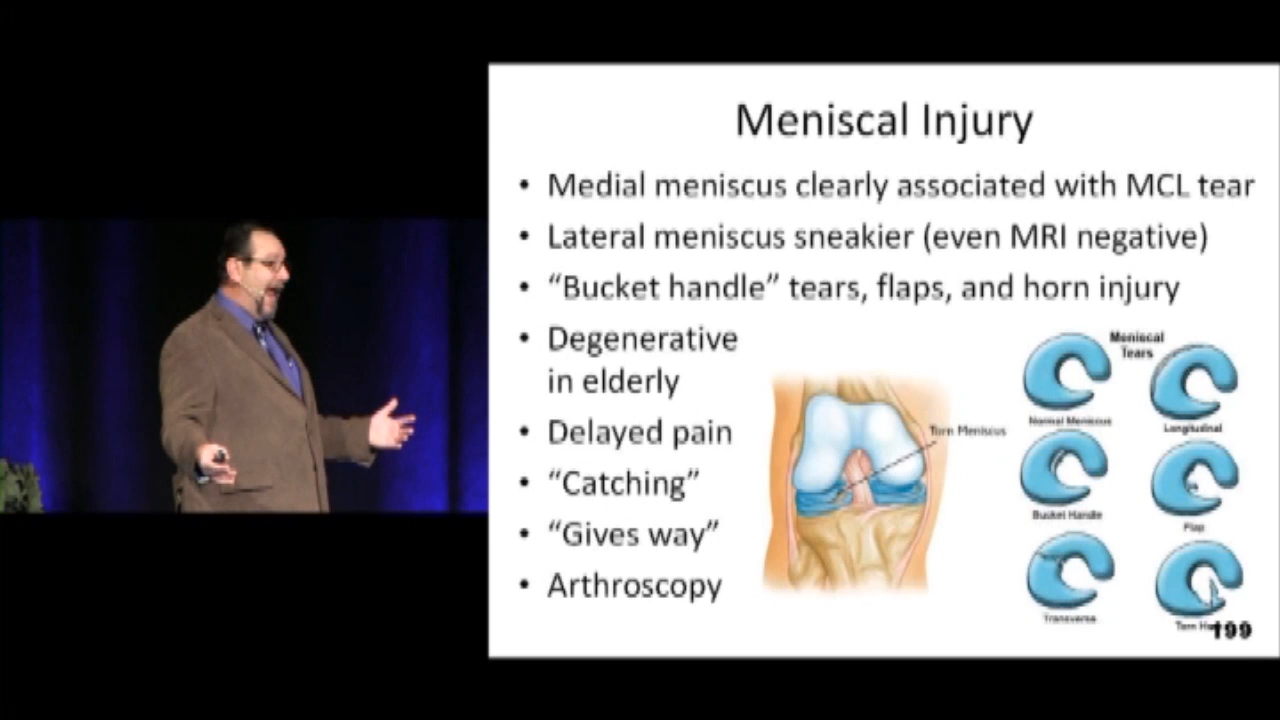 Meniscal Injury
• Medial meniscus clearly associated with MCL tear
• Lateral meniscus sneakier (even MRI negative)
• “Bucket handle” tears, flaps, and horn injury
• Degenerative
in elderly
• Delayed pain
• “Catching”
• “Gives way”
• Arthroscopy
Torn Meniscus
Meniscal
Tears
Normal Meniscus
Longitudinal
Bucket Handle
Flap
Transverse
Torn
199